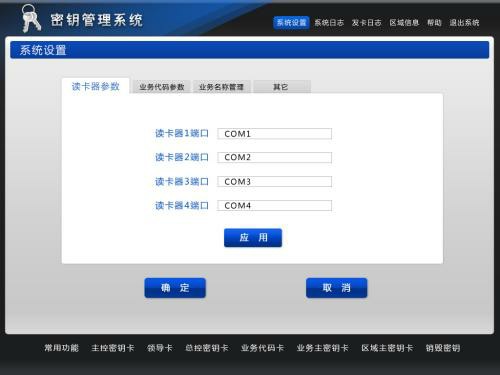 密钥管理系统
系统设置 系统日志 发卡日志 区域信息 帮助 退出系统
系统设置
读卡器参数 业务代码参数 业务名称管理 其它
读卡器1端口 COM1
读卡器2端口 COM2
读卡器3端口 COM3
读卡器4端口 COM4
应 用
确 定 取 消
常用功能 主控密钥卡 领导卡 总控密钥卡 业务代码卡 业务主密钥卡 区域主密钥卡 销毁密钥